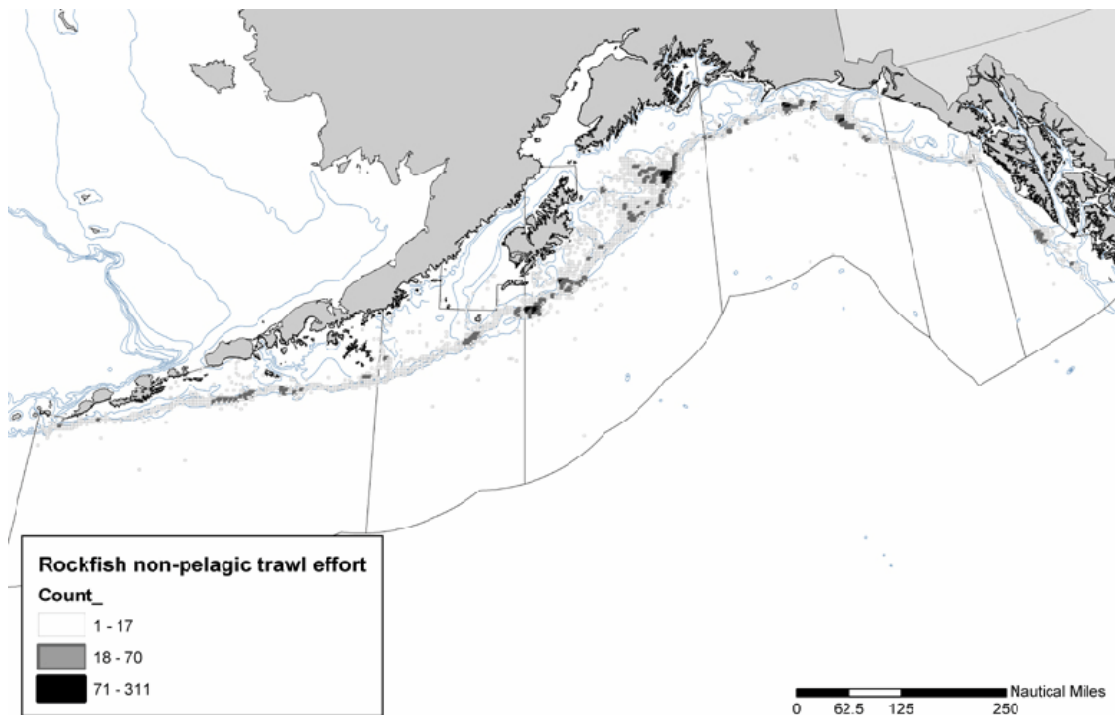 Rockfish non-pelagic trawl effort
Count_
1 - 17
18 - 70
71 - 311
Nautical Miles
0 62.5 125 250